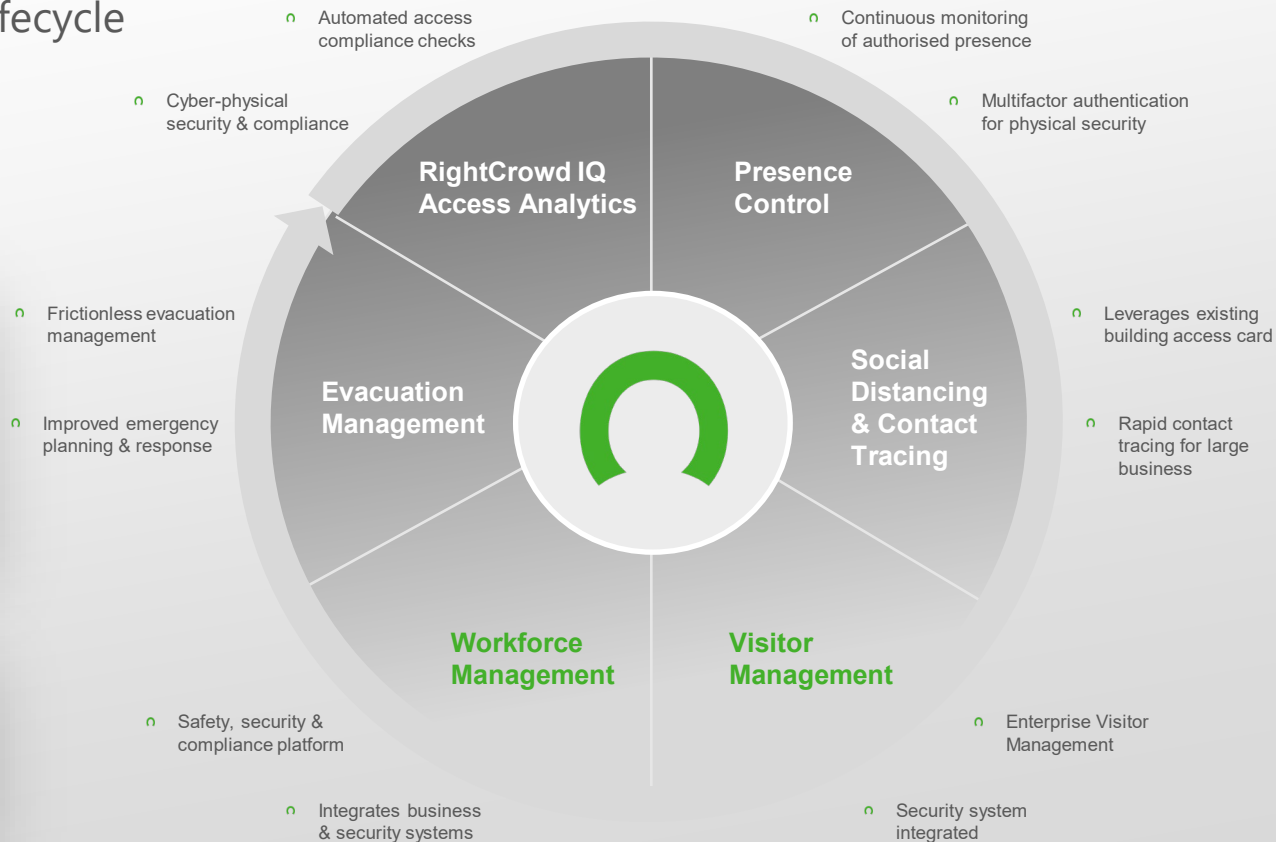 fecycle
Automated access
compliance checks
Continuous monitoring
of authorised presence
Cyber-physical
security & compliance
Multifactor authentication
for physical security
RightCrowd IQ
Access Analytics
Presence
Control
Frictionless evacuation
management
Leverages existing
building access card
Evacuation
Management
Social
Distancing
& Contact
Tracing
Improved emergency
planning & response
Rapid contact
tracing for large
business
Workforce
Management
Visitor
Management
Safety, security &
compliance platform
Enterprise Visitor
Management
Integrates business
& security systems
Security system
integrated